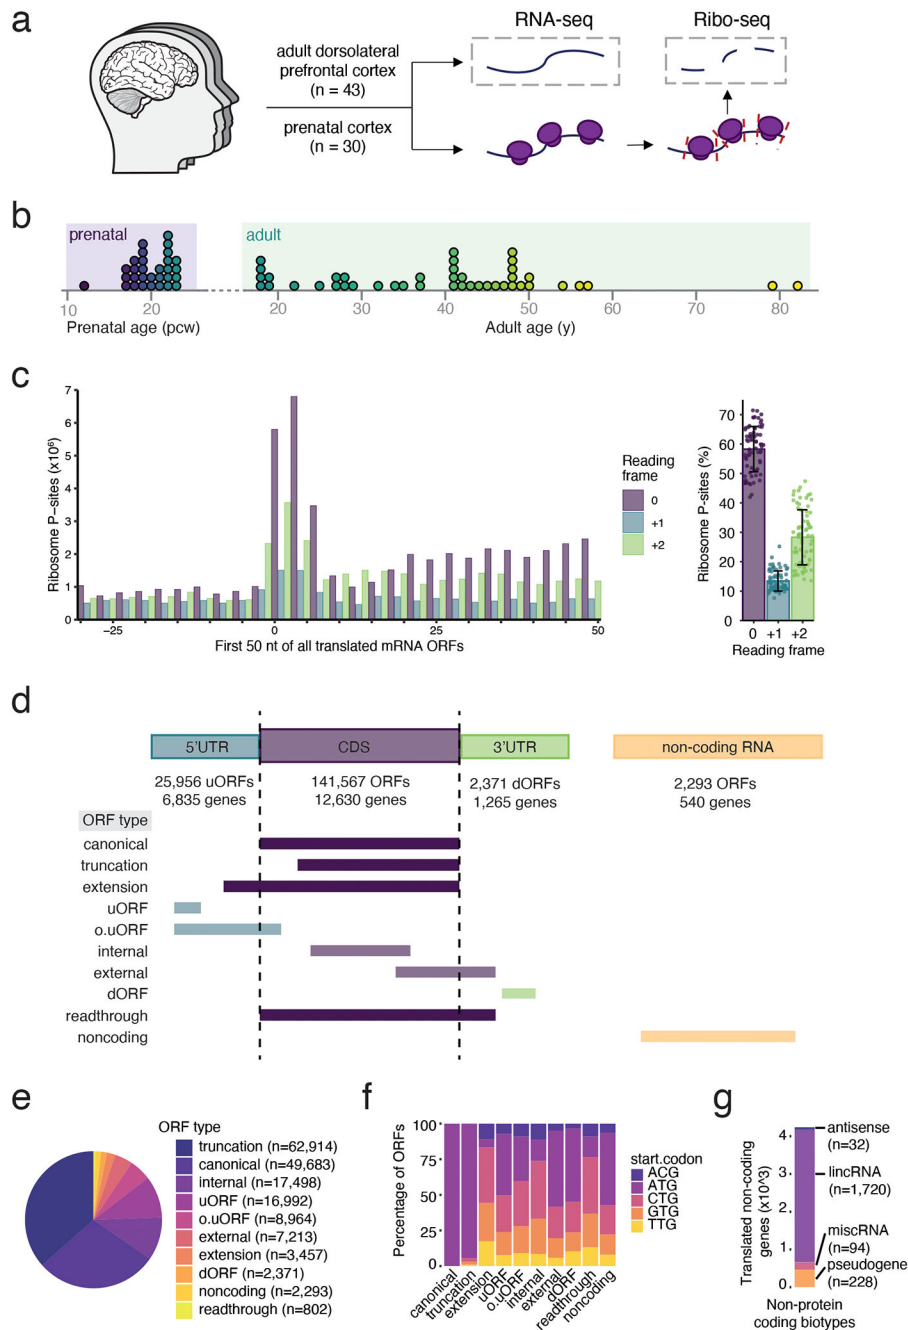 a
RNA-seq
Ribo-seq
adult dorsolateral
prefrontal cortex
(n = 43)
prenatal cortex
(n = 30)
b
prenatal
adult
10
20
20
30
40
50
60
70
80
Prenatal age (pcw)
Adult age (y)
c
Ribosome P-sites (x10⁶)
7
6
5
4
3
2
1
0
−25
0
25
50
First 50 nt of all translated mRNA ORFs
Reading
frame
0
+1
+2
Ribosome P-sites (%)
70
60
50
40
30
20
10
0
0 +1 +2
Reading frame
d
5'UTR
CDS
3'UTR
non-coding RNA
25,956 uORFs
6,835 genes
141,567 ORFs
12,630 genes
2,371 dORFs
1,265 genes
2,293 ORFs
540 genes
ORF type
canonical
truncation
extension
uORF
o.uORF
internal
external
dORF
readthrough
noncoding
e
ORF type
truncation (n=62,914)
canonical (n=49,683)
internal (n=17,498)
uORF (n=16,992)
o.uORF (n=8,964)
external (n=7,213)
extension (n=3,457)
dORF (n=2,371)
noncoding (n=2,293)
readthrough (n=802)
f
Percentage of ORFs
100
75
50
25
0
canonical
truncation
extension
uORF
o.uORF
internal
external
dORF
readthrough
noncoding
start.codon
ACG
ATG
CTG
GTG
TTG
g
Translated non-coding
genes (x10^3)
4
3
2
1
0
antisense
(n=32)
lincRNA
(n=1,720)
miscRNA
(n=94)
pseudogene
(n=228)
Non-protein
coding biotypes